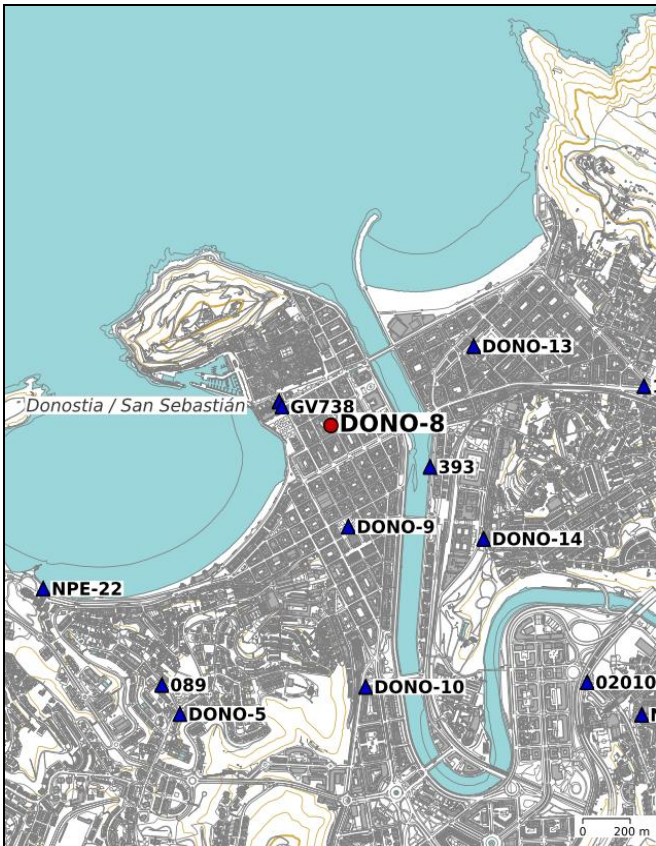 DONO-13
Donostia / San Sebastián
GV738
DONO-8
393
DONO-9
DONO-14
NPE-22
089
DONO-5
DONO-10
02010
N
0 200 m